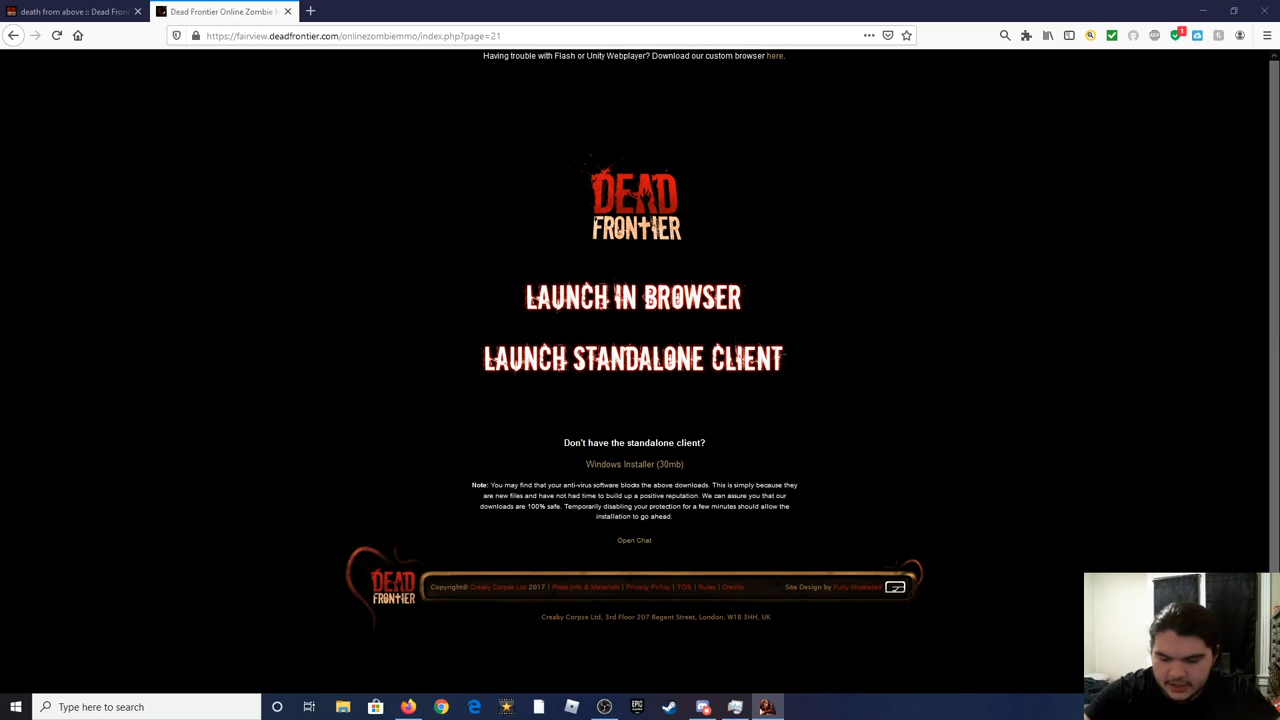 death from above :: Dead Fron
Dead Frontier Online Zombie
https://fairview.deadfrontier.com/onlinezombiemmo/index.php?page=21
1
Having trouble with Flash or Unity Webplayer? Download our custom browser here.
DEAD
FRONTIER
LAUNCH IN BROWSER
LAUNCH STANDALONE CLIENT
Don't have the standalone client?
Windows Installer (30mb)
Note: You may find that your anti-virus software blocks the above downloads. This is simply because they
are new files and have not had time to build up a positive reputation. We can assure you that our
downloads are 100% safe. Temporarily disabling your protection for a few minutes should allow the
installation to go ahead.
Open Chat
DEAD
FRONTIER
Copyright© Creaky Corpse Ltd 2017 | Press Info & Materials | Privacy Policy | TOS | Rules | Credits
Site Design by Fully Illustrated
Creaky Corpse Ltd, 3rd Floor 207 Regent Street, London, W1B 3HH, UK
Type here to search
EPIC
GAMES